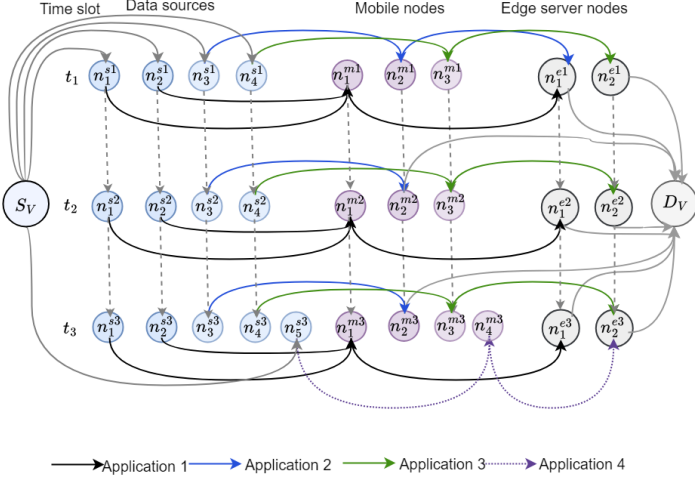 Time slot Data sources Mobile nodes Edge server nodes
t₁ n₁ˢ¹ n₂ˢ¹ n₃ˢ¹ n₄ˢ¹ n₁ᵐ¹ n₂ᵐ¹ n₃ᵐ¹ n₁ᵉ¹ n₂ᵉ¹
S_V t₂ n₁ˢ² n₂ˢ² n₃ˢ² n₄ˢ² n₁ᵐ² n₂ᵐ² n₃ᵐ² n₁ᵉ² n₂ᵉ² D_V
t₃ n₁ˢ³ n₂ˢ³ n₃ˢ³ n₄ˢ³ n₅ˢ³ n₁ᵐ³ n₂ᵐ³ n₃ᵐ³ n₄ᵐ³ n₁ᵉ³ n₂ᵉ³
Application 1 Application 2 Application 3 Application 4